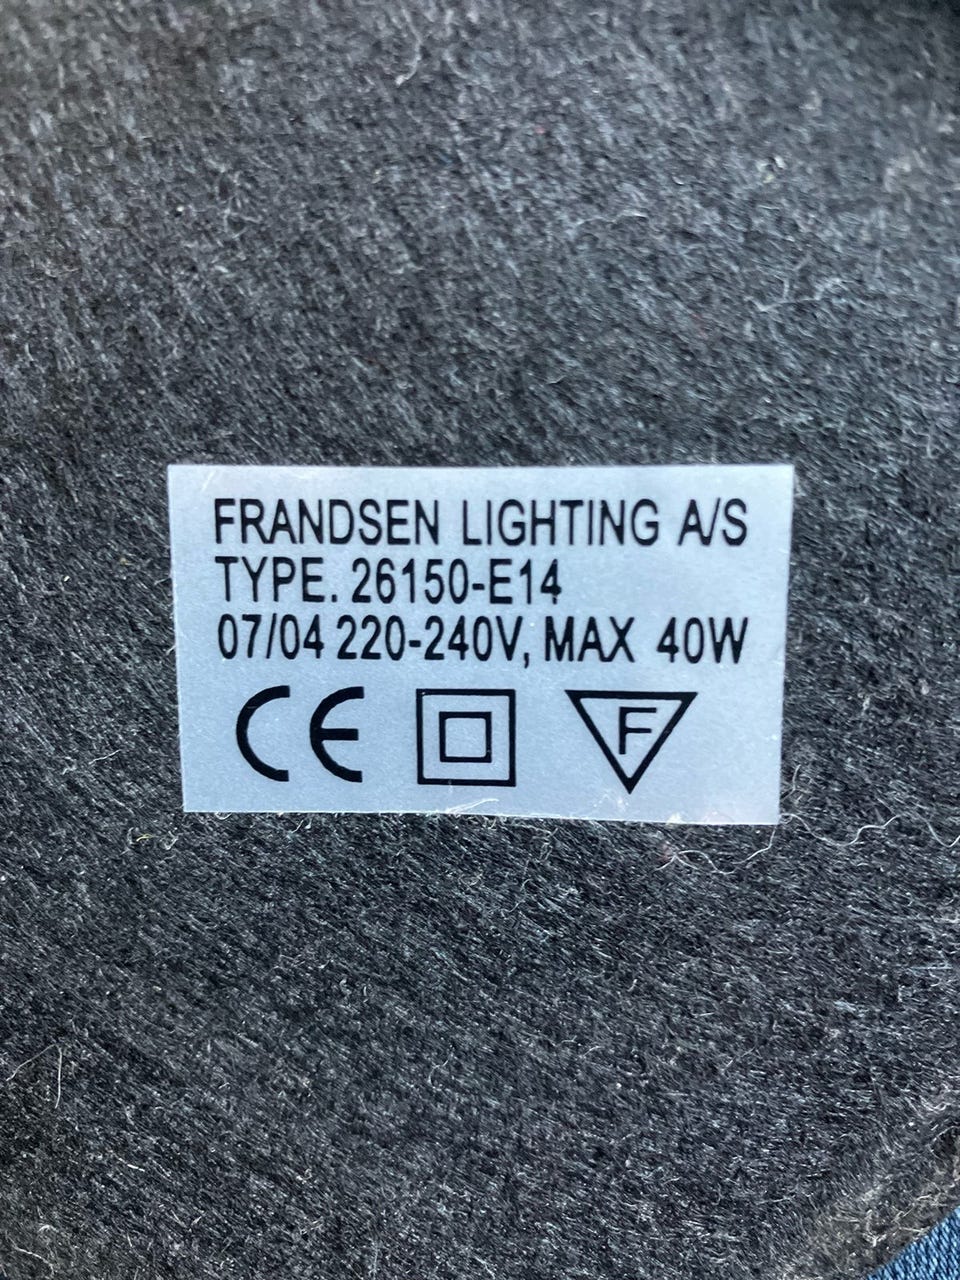 FRANDSEN LIGHTING A/S
TYPE. 26150-E14
07/04 220-240V, MAX 40W
CE F